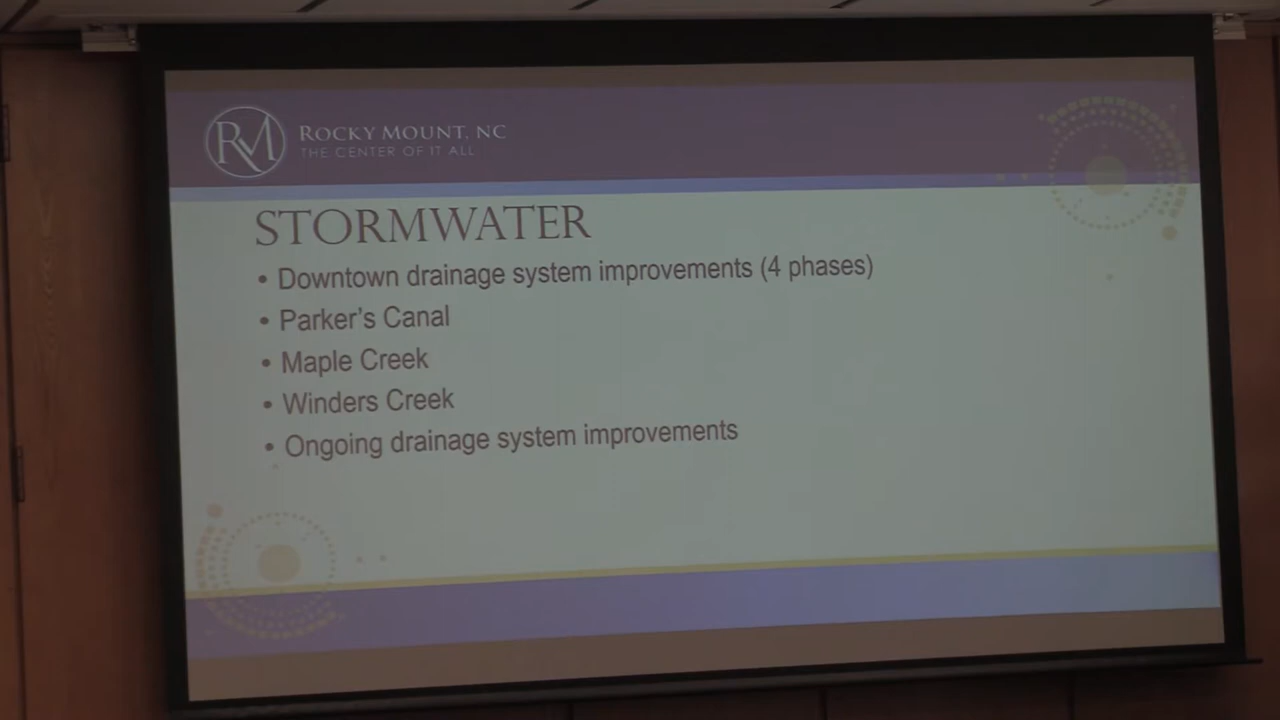 RM
ROCKY MOUNT, NC
THE CENTER OF IT ALL
STORMWATER
• Downtown drainage system improvements (4 phases)
• Parker's Canal
• Maple Creek
• Winders Creek
• Ongoing drainage system improvements